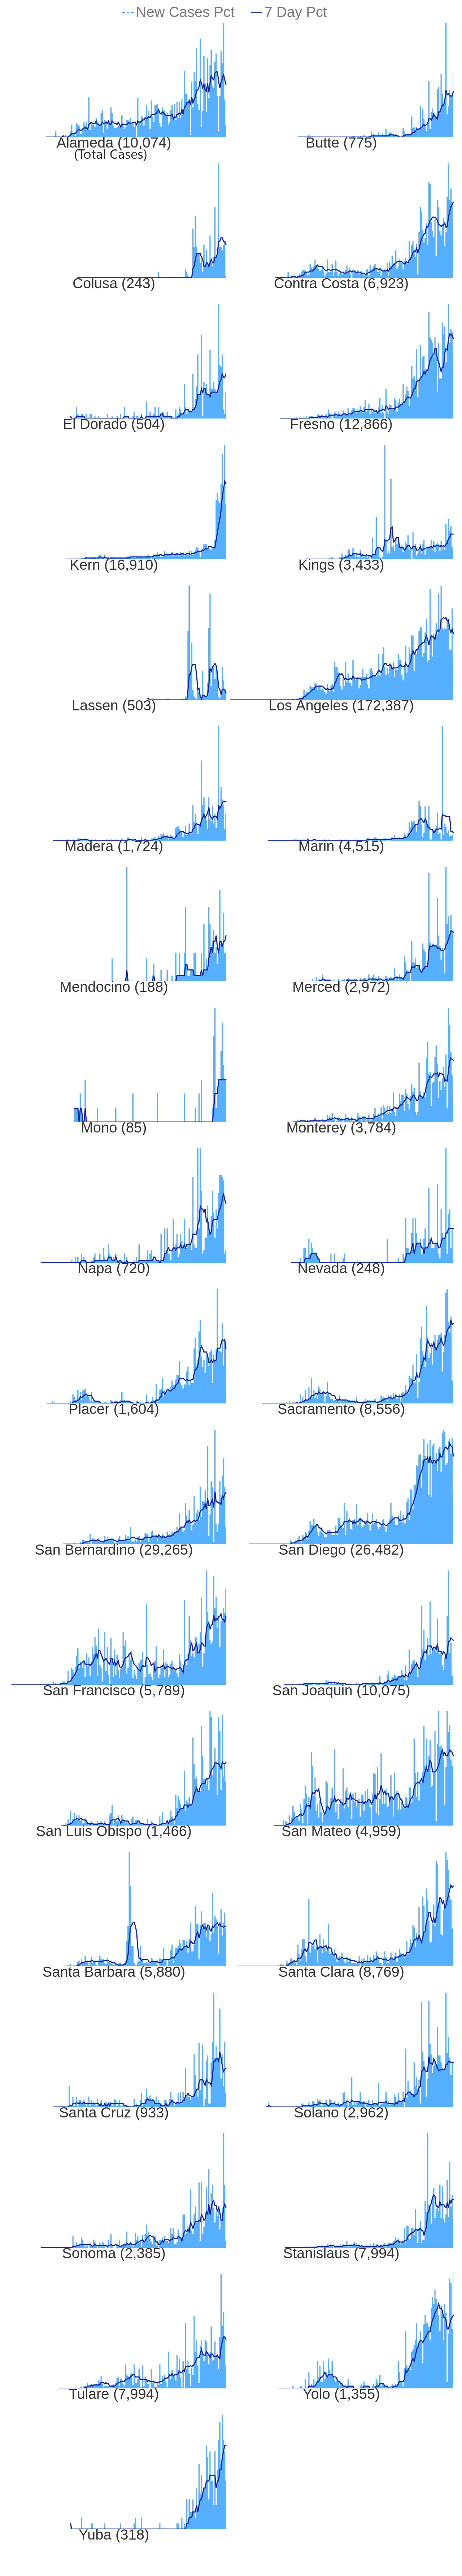 New Cases Pct 7 Day Pct
Alameda (10,074)
(Total Cases)
Butte (775)
Colusa (243)
Contra Costa (6,923)
El Dorado (504)
Fresno (12,866)
Kern (16,910)
Kings (3,433)
Lassen (503)
Los Angeles (172,387)
Madera (1,724)
Marin (4,515)
Mendocino (188)
Merced (2,972)
Mono (85)
Monterey (3,784)
Napa (720)
Nevada (248)
Placer (1,604)
Sacramento (8,556)
San Bernardino (29,265)
San Diego (26,482)
San Francisco (5,789)
San Joaquin (10,075)
San Luis Obispo (1,466)
San Mateo (4,959)
Santa Barbara (5,880)
Santa Clara (8,769)
Santa Cruz (933)
Solano (2,962)
Sonoma (2,385)
Stanislaus (7,994)
Tulare (7,994)
Yolo (1,355)
Yuba (318)